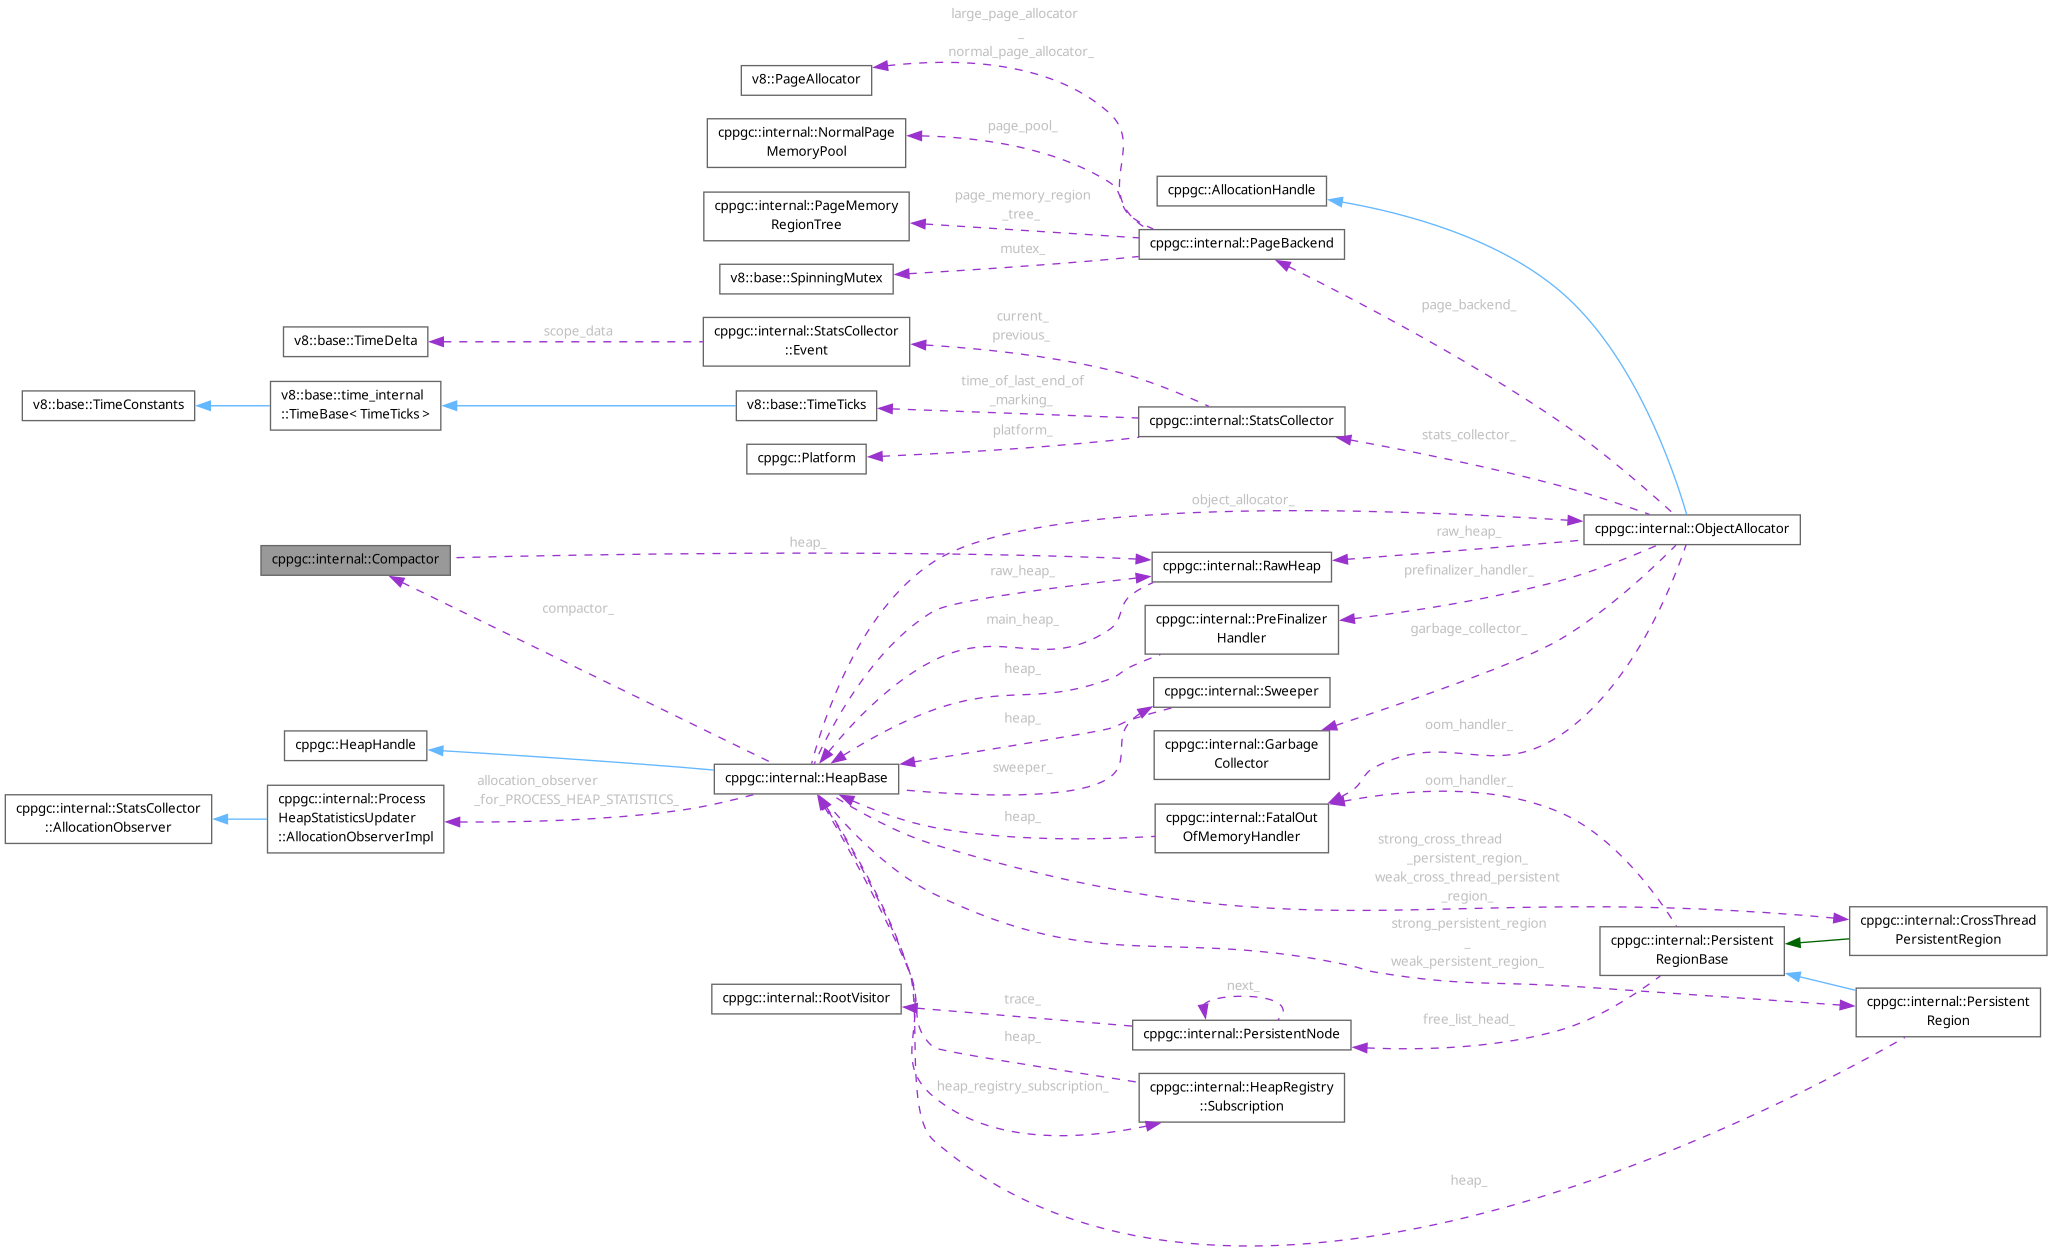 large_page_allocator
_
normal_page_allocator_
v8::PageAllocator
cppgc::internal::NormalPage
MemoryPool
page_pool_
cppgc::AllocationHandle
cppgc::internal::PageMemory
RegionTree
page_memory_region
_tree_
cppgc::internal::PageBackend
mutex_
v8::base::SpinningMutex
page_backend_
v8::base::TimeDelta
scope_data
cppgc::internal::StatsCollector
::Event
current_
previous_
v8::base::TimeConstants
v8::base::time_internal
::TimeBase< TimeTicks >
v8::base::TimeTicks
time_of_last_end_of
_marking_
cppgc::internal::StatsCollector
platform_
cppgc::Platform
stats_collector_
object_allocator_
cppgc::internal::ObjectAllocator
raw_heap_
cppgc::internal::Compactor
heap_
cppgc::internal::RawHeap
raw_heap_
prefinalizer_handler_
compactor_
main_heap_
cppgc::internal::PreFinalizer
Handler
garbage_collector_
heap_
cppgc::internal::Sweeper
heap_
oom_handler_
cppgc::HeapHandle
cppgc::internal::Garbage
Collector
sweeper_
cppgc::internal::HeapBase
allocation_observer
_for_PROCESS_HEAP_STATISTICS_
oom_handler_
cppgc::internal::StatsCollector
::AllocationObserver
cppgc::internal::Process
HeapStatisticsUpdater
::AllocationObserverImpl
heap_
cppgc::internal::FatalOut
OfMemoryHandler
strong_cross_thread
_persistent_region_
weak_cross_thread_persistent
_region_
cppgc::internal::CrossThread
PersistentRegion
strong_persistent_region
_
weak_persistent_region_
cppgc::internal::Persistent
RegionBase
cppgc::internal::RootVisitor
trace_
next_
cppgc::internal::PersistentNode
free_list_head_
cppgc::internal::Persistent
Region
heap_
heap_registry_subscription_
cppgc::internal::HeapRegistry
::Subscription
heap_